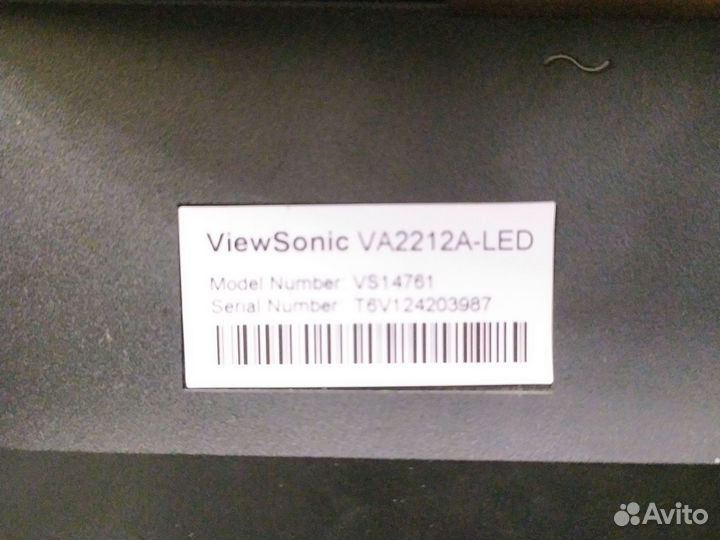 ViewSonic VA2212A-LED
Model Number: VS14761
Serial Number: T6V124203987
Avito